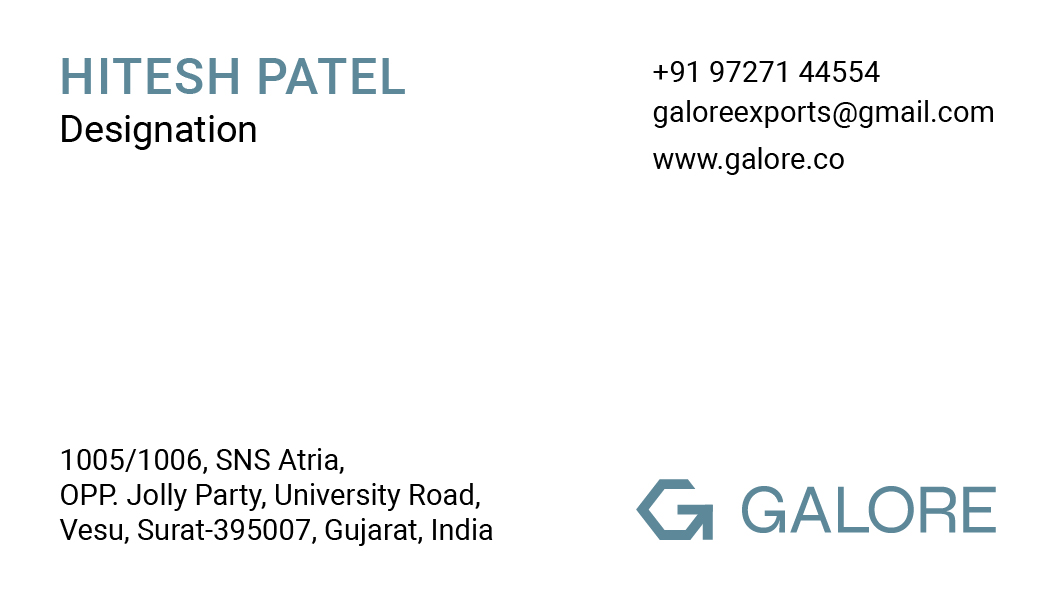 HITESH PATEL
Designation
+91 97271 44554
galoreexports@gmail.com
www.galore.co
1005/1006, SNS Atria,
OPP. Jolly Party, University Road,
Vesu, Surat-395007, Gujarat, India
GALORE